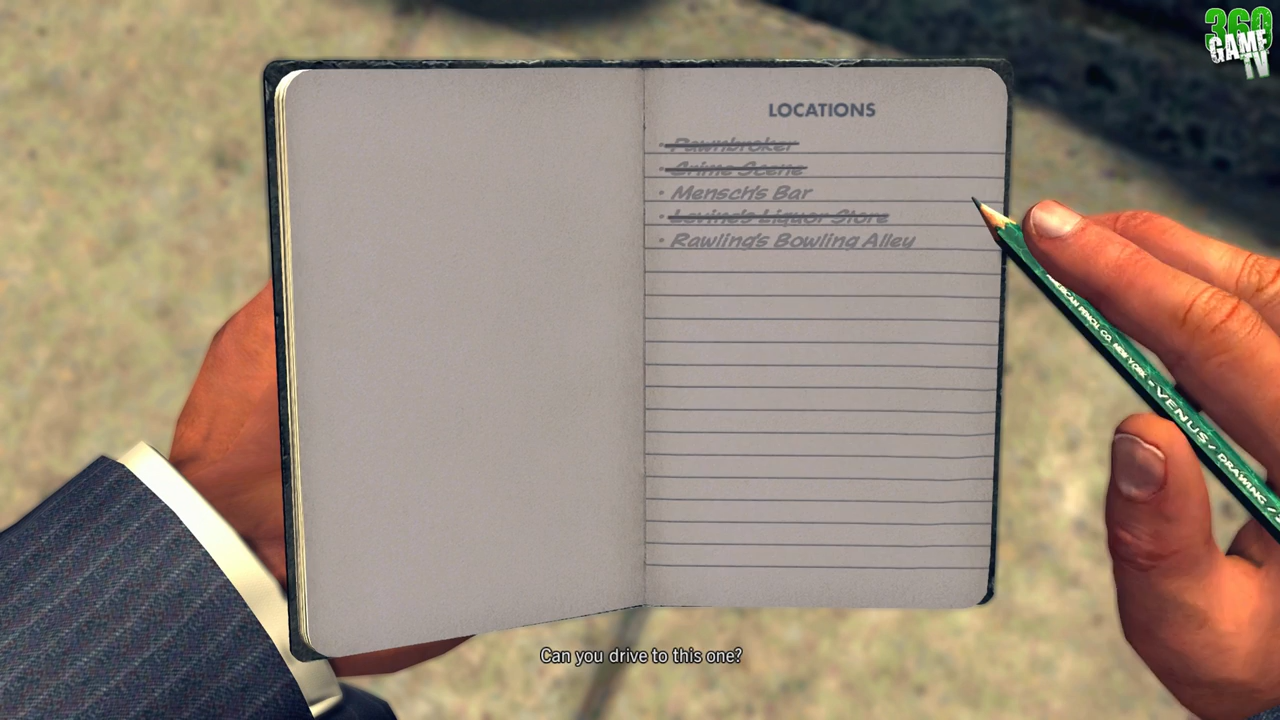 360
GAME
TV
LOCATIONS
• Pawnbroker
• Crime Scene
• Mensch's Bar
• Levine's Liquor Store
• Rawling's Bowling Alley
AMERICAN PENCIL CO. NEW YORK • VENUS / DRAWING /
Can you drive to this one?